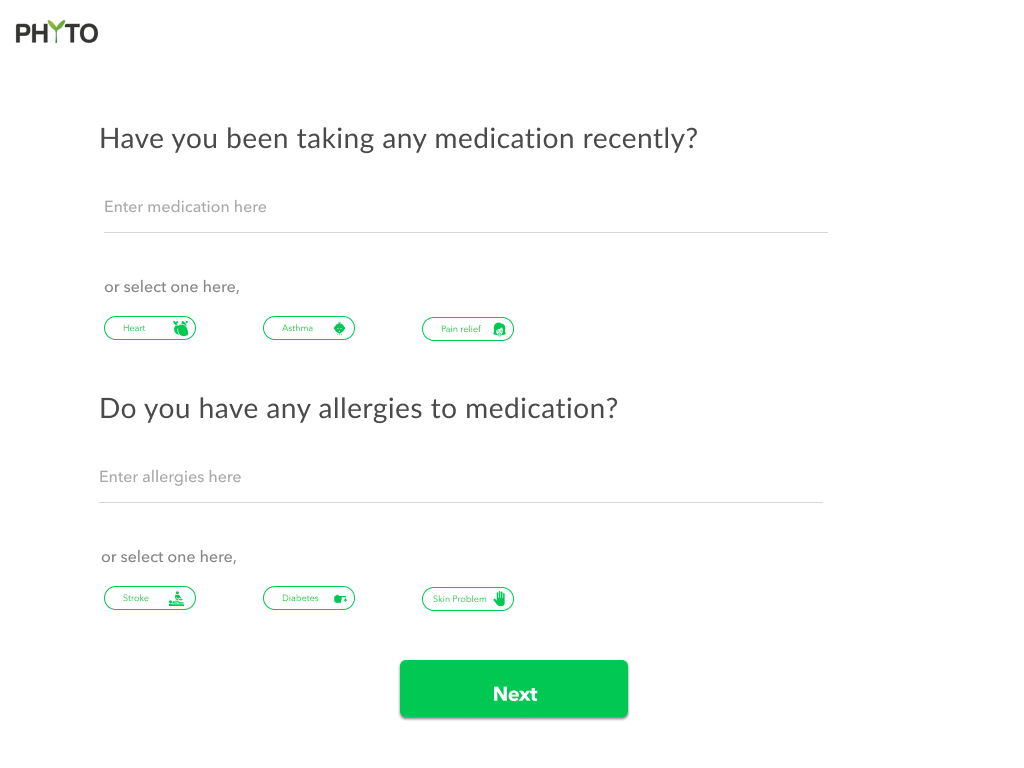 PHYTO
Have you been taking any medication recently?
Enter medication here
or select one here,
Heart
Asthma
Pain relief
Do you have any allergies to medication?
Enter allergies here
or select one here,
Stroke
Diabetes
Skin Problem
Next